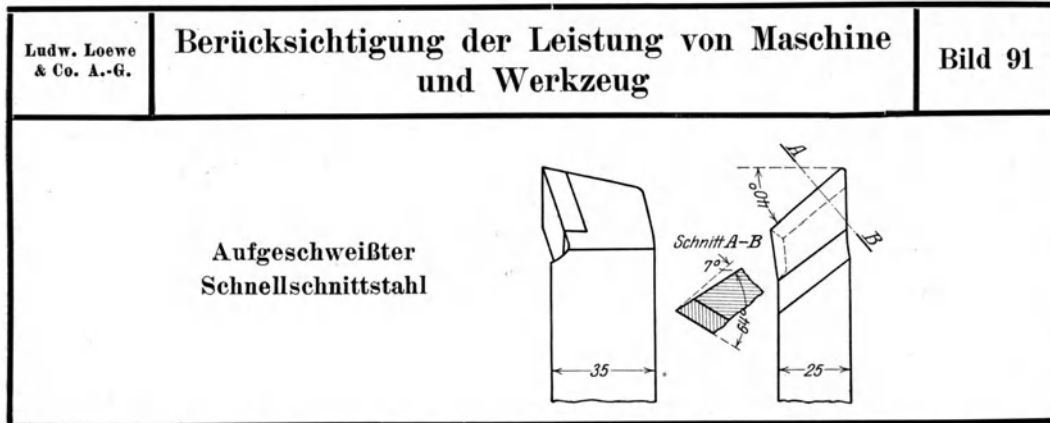 Ludw. Loewe
& Co. A.-G.
Berücksichtigung der Leistung von Maschine
und Werkzeug
Bild 91
Aufgeschweißter
Schnellschnittstahl
Schnitt A-B
7°
64°
A
40°
B
35
25